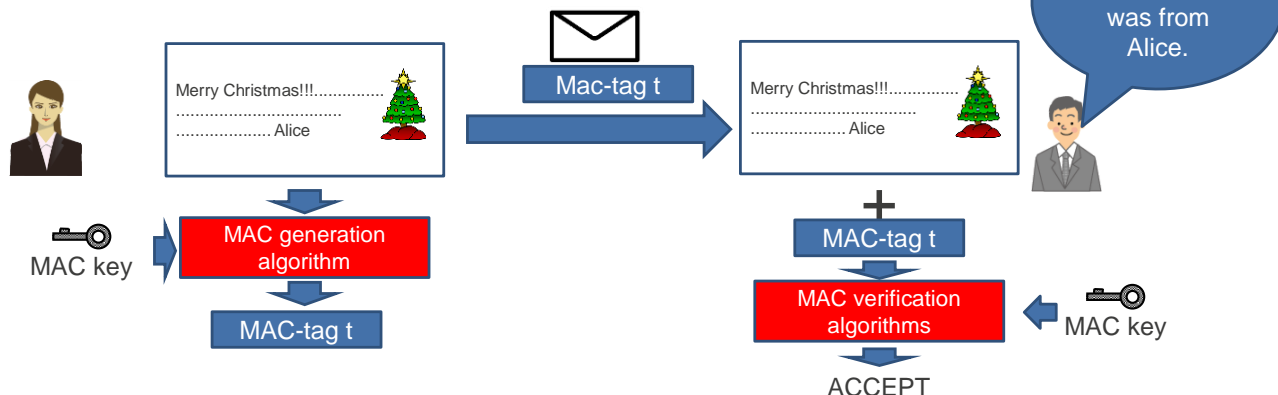 was from
Alice.
Mac-tag t
Merry Christmas!!!...............
.......................................
...................... Alice
Merry Christmas!!!...............
.......................................
...................... Alice
MAC key
MAC generation
algorithm
MAC-tag t
+
MAC-tag t
MAC verification
algorithms
MAC key
ACCEPT